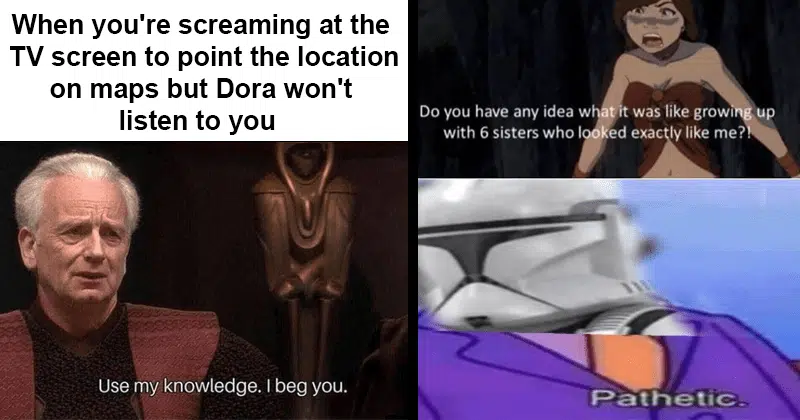 When you're screaming at the
TV screen to point the location
on maps but Dora won't
listen to you
Use my knowledge. I beg you.
Do you have any idea what it was like growing up
with 6 sisters who looked exactly like me?!
Pathetic.